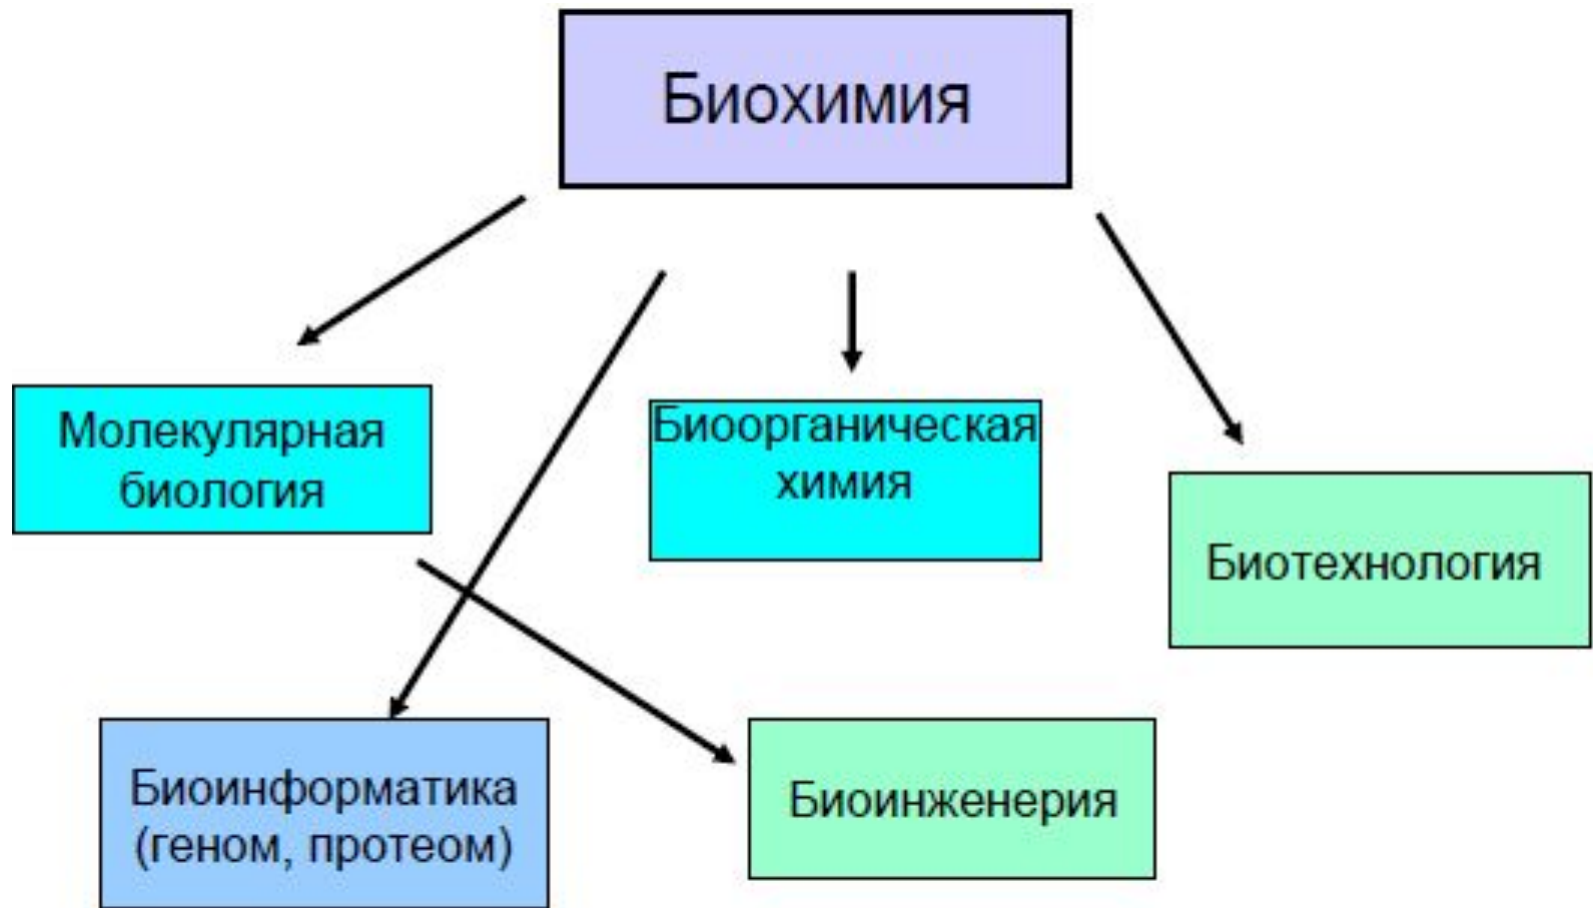 Биохимия
Молекулярная
биология
Биоорганическая
химия
Биотехнология
Биоинформатика
(геном, протеом)
Биоинженерия